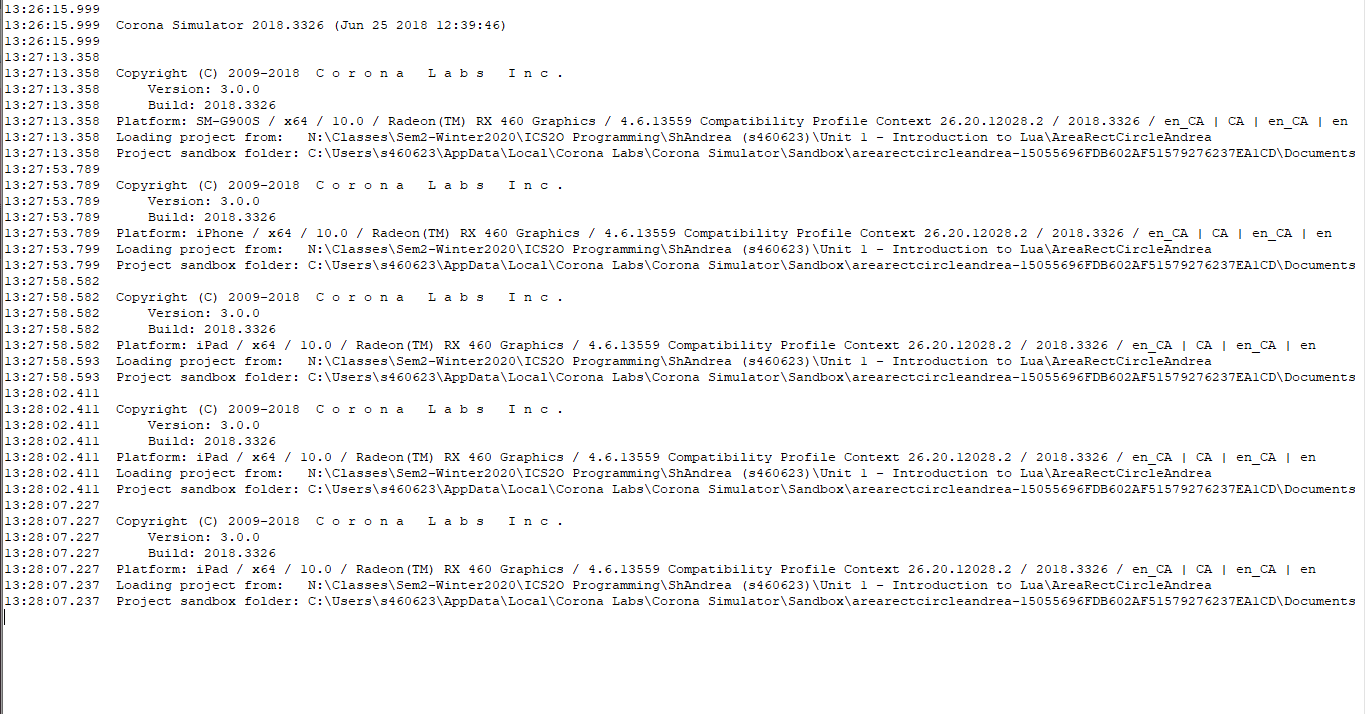 13:26:15.999
13:26:15.999  Corona Simulator 2018.3326 (Jun 25 2018 12:39:46)
13:26:15.999
13:27:13.358
13:27:13.358  Copyright (C) 2009-2018  C o r o n a   L a b s   I n c .
13:27:13.358      Version: 3.0.0
13:27:13.358      Build: 2018.3326
13:27:13.358  Platform: SM-G900S / x64 / 10.0 / Radeon(TM) RX 460 Graphics / 4.6.13559 Compatibility Profile Context 26.20.12028.2 / 2018.3326 / en_CA | CA | en_CA | en
13:27:13.358  Loading project from:   N:\Classes\Sem2-Winter2020\ICS2O Programming\ShAndrea (s460623)\Unit 1 - Introduction to Lua\AreaRectCircleAndrea
13:27:13.358  Project sandbox folder: C:\Users\s460623\AppData\Local\Corona Labs\Corona Simulator\Sandbox\arearectcircleandrea-15055696FDB602AF51579276237EA1CD\Documents
13:27:53.789
13:27:53.789  Copyright (C) 2009-2018  C o r o n a   L a b s   I n c .
13:27:53.789      Version: 3.0.0
13:27:53.789      Build: 2018.3326
13:27:53.789  Platform: iPhone / x64 / 10.0 / Radeon(TM) RX 460 Graphics / 4.6.13559 Compatibility Profile Context 26.20.12028.2 / 2018.3326 / en_CA | CA | en_CA | en
13:27:53.799  Loading project from:   N:\Classes\Sem2-Winter2020\ICS2O Programming\ShAndrea (s460623)\Unit 1 - Introduction to Lua\AreaRectCircleAndrea
13:27:53.799  Project sandbox folder: C:\Users\s460623\AppData\Local\Corona Labs\Corona Simulator\Sandbox\arearectcircleandrea-15055696FDB602AF51579276237EA1CD\Documents
13:27:58.582
13:27:58.582  Copyright (C) 2009-2018  C o r o n a   L a b s   I n c .
13:27:58.582      Version: 3.0.0
13:27:58.582      Build: 2018.3326
13:27:58.582  Platform: iPad / x64 / 10.0 / Radeon(TM) RX 460 Graphics / 4.6.13559 Compatibility Profile Context 26.20.12028.2 / 2018.3326 / en_CA | CA | en_CA | en
13:27:58.593  Loading project from:   N:\Classes\Sem2-Winter2020\ICS2O Programming\ShAndrea (s460623)\Unit 1 - Introduction to Lua\AreaRectCircleAndrea
13:27:58.593  Project sandbox folder: C:\Users\s460623\AppData\Local\Corona Labs\Corona Simulator\Sandbox\arearectcircleandrea-15055696FDB602AF51579276237EA1CD\Documents
13:28:02.411
13:28:02.411  Copyright (C) 2009-2018  C o r o n a   L a b s   I n c .
13:28:02.411      Version: 3.0.0
13:28:02.411      Build: 2018.3326
13:28:02.411  Platform: iPad / x64 / 10.0 / Radeon(TM) RX 460 Graphics / 4.6.13559 Compatibility Profile Context 26.20.12028.2 / 2018.3326 / en_CA | CA | en_CA | en
13:28:02.411  Loading project from:   N:\Classes\Sem2-Winter2020\ICS2O Programming\ShAndrea (s460623)\Unit 1 - Introduction to Lua\AreaRectCircleAndrea
13:28:02.411  Project sandbox folder: C:\Users\s460623\AppData\Local\Corona Labs\Corona Simulator\Sandbox\arearectcircleandrea-15055696FDB602AF51579276237EA1CD\Documents
13:28:07.227
13:28:07.227  Copyright (C) 2009-2018  C o r o n a   L a b s   I n c .
13:28:07.227      Version: 3.0.0
13:28:07.227      Build: 2018.3326
13:28:07.227  Platform: iPad / x64 / 10.0 / Radeon(TM) RX 460 Graphics / 4.6.13559 Compatibility Profile Context 26.20.12028.2 / 2018.3326 / en_CA | CA | en_CA | en
13:28:07.237  Loading project from:   N:\Classes\Sem2-Winter2020\ICS2O Programming\ShAndrea (s460623)\Unit 1 - Introduction to Lua\AreaRectCircleAndrea
13:28:07.237  Project sandbox folder: C:\Users\s460623\AppData\Local\Corona Labs\Corona Simulator\Sandbox\arearectcircleandrea-15055696FDB602AF51579276237EA1CD\Documents